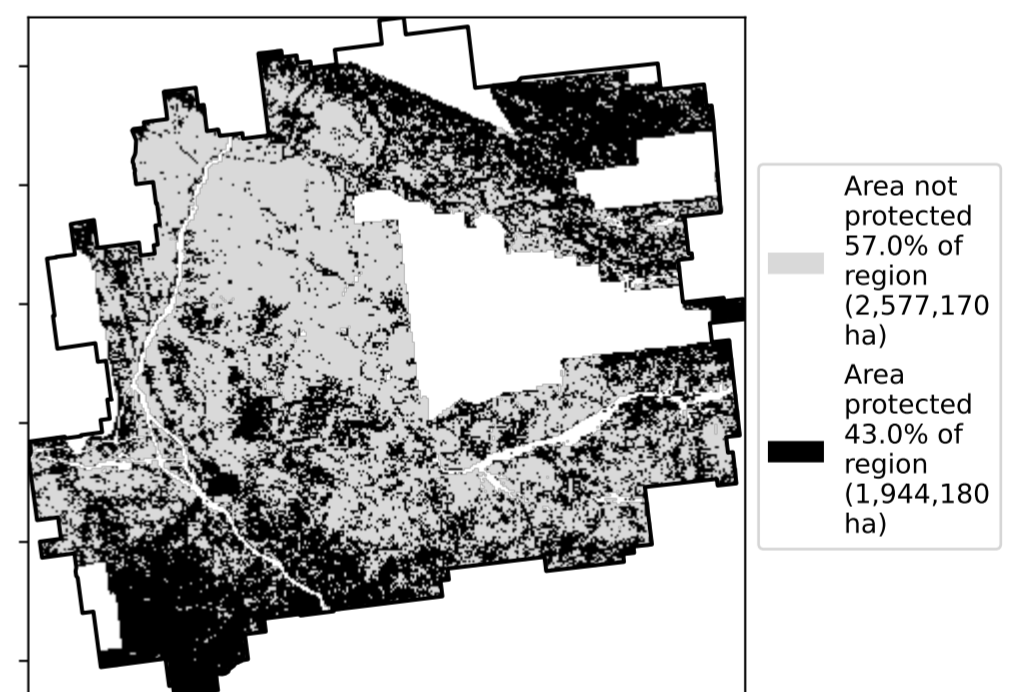 Area not
protected
57.0% of
region
(2,577,170
ha)
Area
protected
43.0% of
region
(1,944,180
ha)